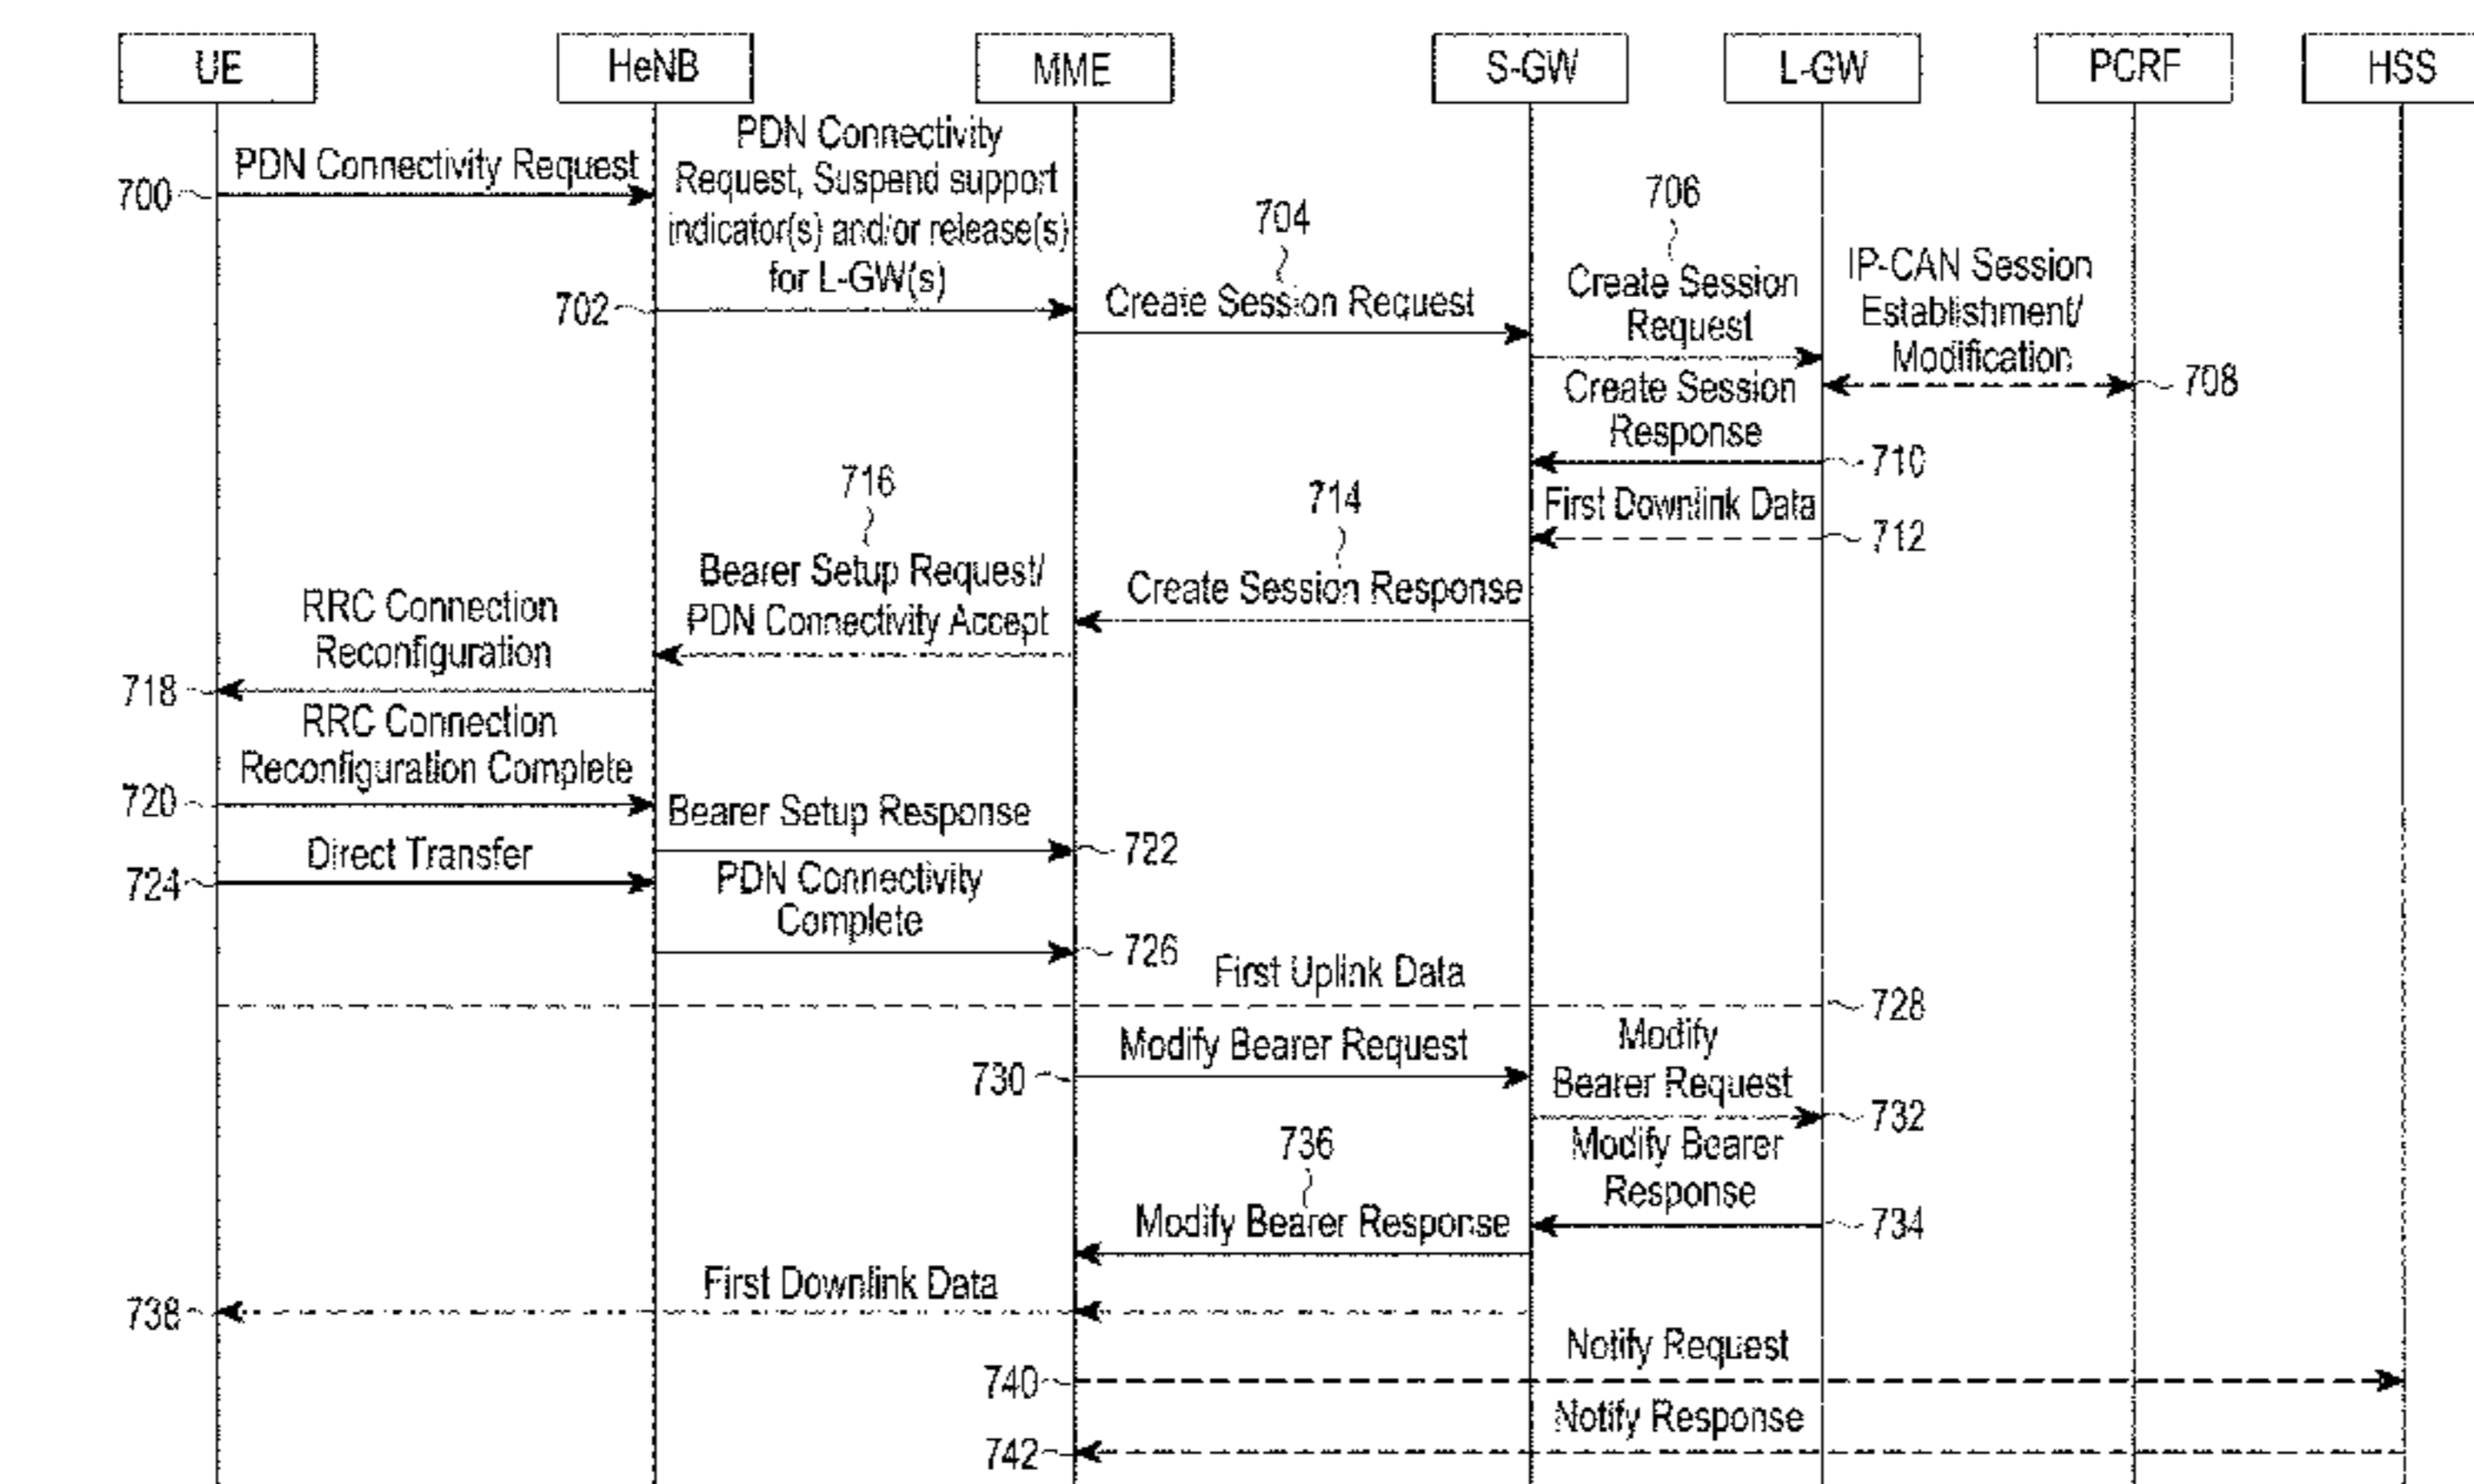 UE
HeNB
MME
S-GW
L-GW
PCRF
HSS
PDN Connectivity Request
700
PDN Connectivity
Request, Suspend support
indicator(s) and/or release(s)
for L-GW(s)
702
704
Create Session Request
706
Create Session
Request
IP-CAN Session
Establishment/
Modification
708
Create Session
Response
710
First Downlink Data
712
714
Create Session Response
716
Bearer Setup Request/
PDN Connectivity Accept
RRC Connection
Reconfiguration
718
RRC Connection
Reconfiguration Complete
720
Bearer Setup Response
722
Direct Transfer
724
PDN Connectivity
Complete
726
First Uplink Data
728
Modify Bearer Request
730
Modify
Bearer Request
732
Modify Bearer
Response
734
736
Modify Bearer Response
First Downlink Data
738
Notify Request
740
Notify Response
742